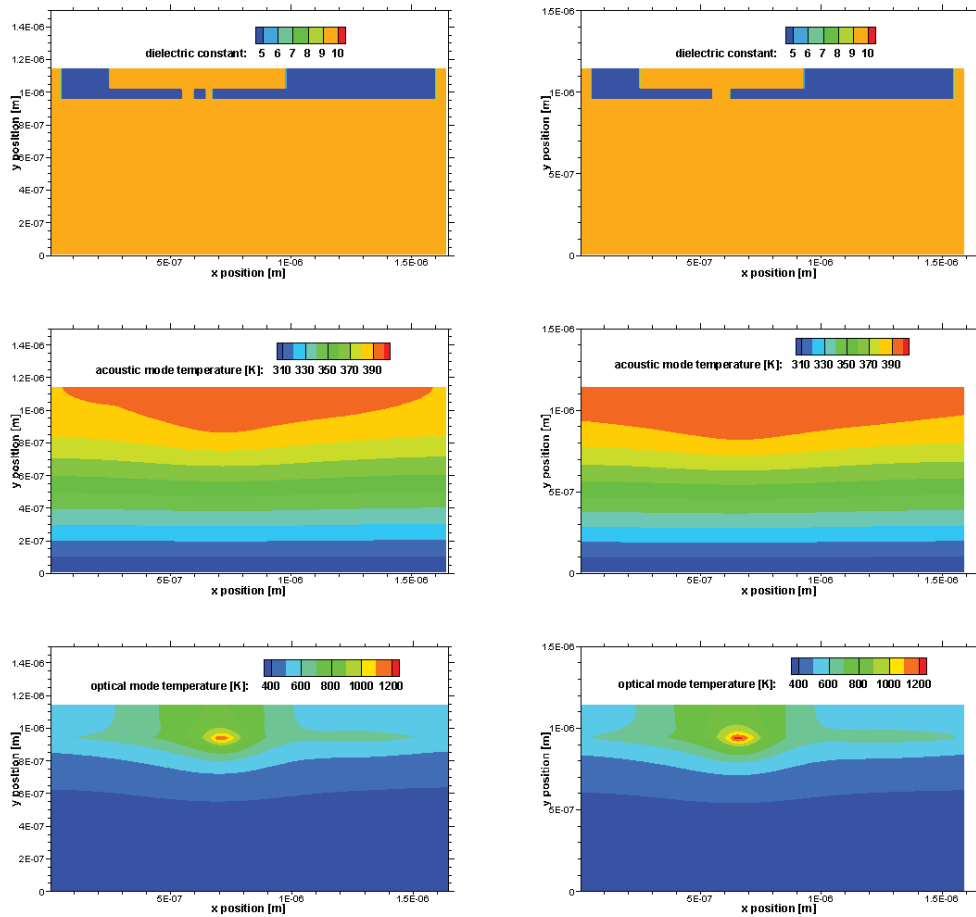 1.4E-06
dielectric constant:
5 6 7 8 9 10
1.2E-06
1E-06
8E-07
6E-07
4E-07
2E-07
0
y position [m]
5E-07 1E-06 1.5E-06
x position [m]
1.5E-06
dielectric constant:
5 6 7 8 9 10
1E-06
5E-07
0
y position [m]
5E-07 1E-06 1.5E-06
x position [m]
1.4E-06
acoustic mode temperature [K]:
310 330 350 370 390
1.2E-06
1E-06
8E-07
6E-07
4E-07
2E-07
0
y position [m]
5E-07 1E-06 1.5E-06
x position [m]
1.5E-06
acoustic mode temperature [K]:
310 330 350 370 390
1E-06
5E-07
0
y position [m]
5E-07 1E-06 1.5E-06
x position [m]
1.4E-06
optical mode temperature [K]:
400 600 800 1000 1200
1.2E-06
1E-06
8E-07
6E-07
4E-07
2E-07
0
y position [m]
5E-07 1E-06 1.5E-06
x position [m]
1.5E-06
optical mode temperature [K]:
400 600 800 1000 1200
1E-06
5E-07
0
y position [m]
5E-07 1E-06 1.5E-06
x position [m]